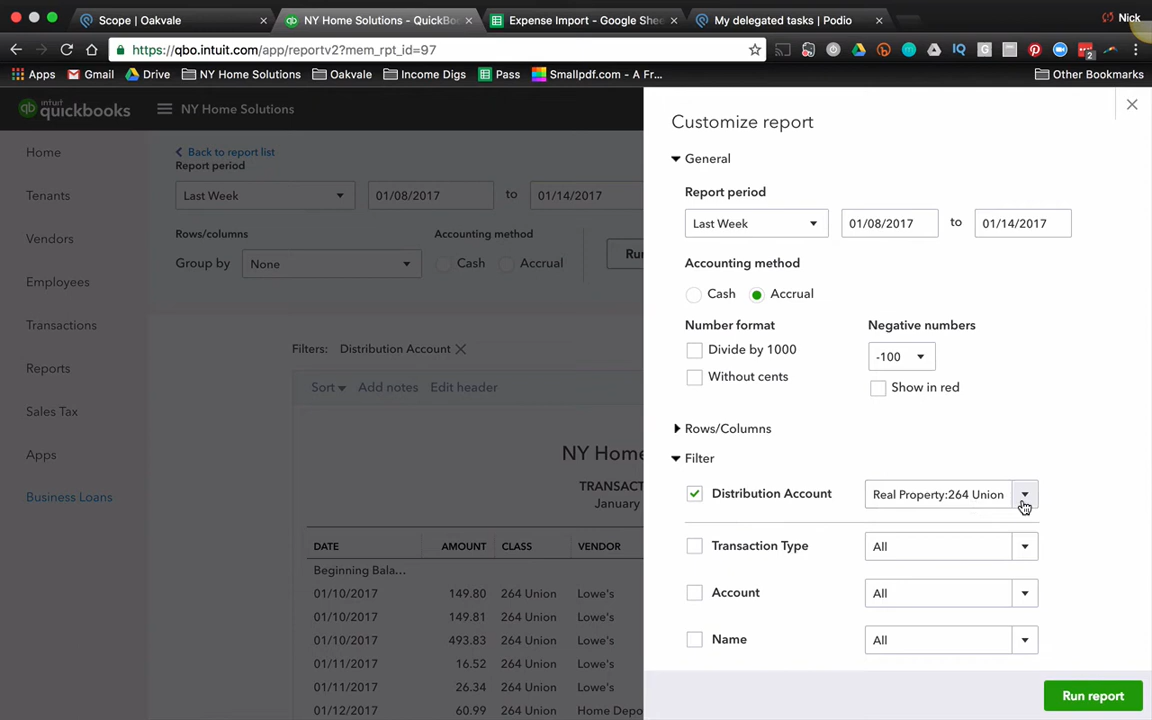 Scope | Oakvale
NY Home Solutions - QuickBo
Expense Import - Google Shee
My delegated tasks | Podio
Nick
https://qbo.intuit.com/app/reportv2?mem_rpt_id=97
Apps
Gmail
Drive
NY Home Solutions
Oakvale
Income Digs
Pass
Smallpdf.com - A Fr...
Other Bookmarks
intuit
quickbooks
NY Home Solutions
Home
Tenants
Vendors
Employees
Transactions
Reports
Sales Tax
Apps
Business Loans
Back to report list
Report period
Last Week
01/08/2017
to
01/14/2017
Rows/columns
Accounting method
Group by
None
Cash
Accrual
Filters: Distribution Account
Sort
Add notes
Edit header
NY Home
TRANSACT
January
DATE AMOUNT CLASS VENDOR
Beginning Bala...
01/10/2017 149.80 264 Union Lowe's
01/10/2017 149.81 264 Union Lowe's
01/10/2017 493.83 264 Union Lowe's
01/11/2017 16.52 264 Union Lowe's
01/11/2017 26.34 264 Union Lowe's
01/12/2017 60.99 264 Union Home Depo
Customize report
General
Report period
Last Week
01/08/2017
to
01/14/2017
Accounting method
Cash
Accrual
Number format
Negative numbers
Divide by 1000
-100
Without cents
Show in red
Rows/Columns
Filter
Distribution Account
Real Property:264 Union
Transaction Type
All
Account
All
Name
All
Run report